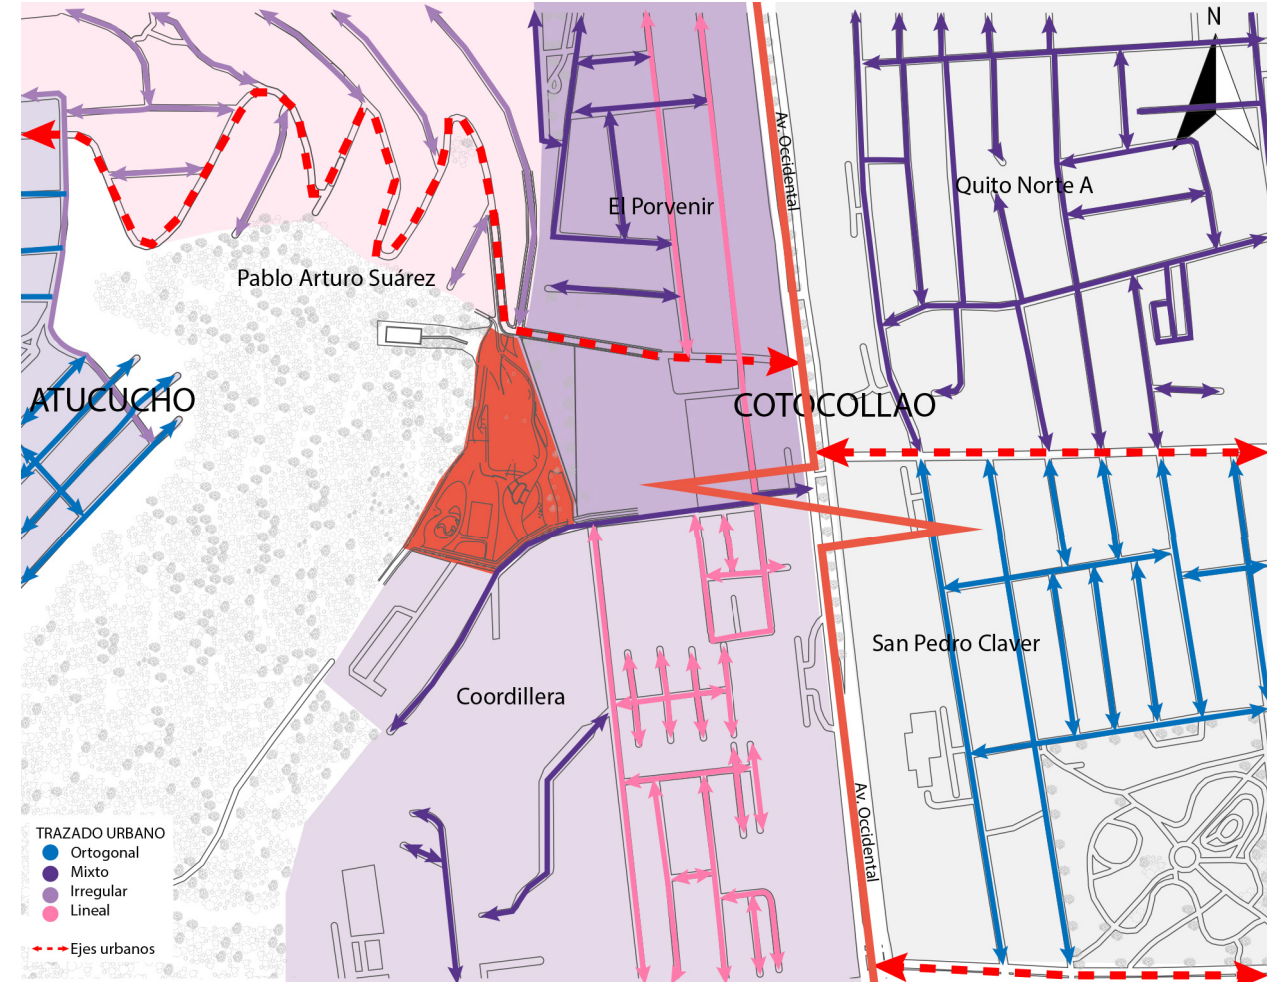 N
Av. Occidental
Quito Norte A
El Porvenir
Pablo Arturo Suárez
ATUCUCHO
COTOCOLLAO
San Pedro Claver
Coordillera
Av. Occidental
TRAZADO URBANO
Ortogonal
Mixto
Irregular
Lineal
Ejes urbanos